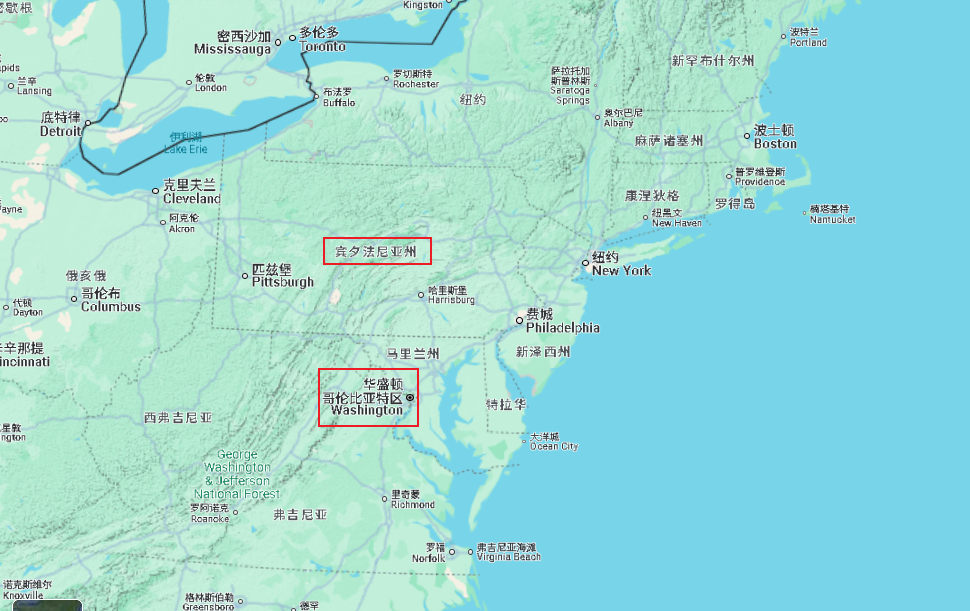 Kingston
密歇根
密西沙加
Mississauga
多伦多
Toronto
波特兰
Portland
新罕布什尔州
兰辛
Lansing
伦敦
London
罗切斯特
Rochester
布法罗
Buffalo
纽约
萨拉托加
斯普林斯
Saratoga
Springs
奥尔巴尼
Albany
底特律
Detroit
伊利湖
Lake Erie
麻萨诸塞州
波士顿
Boston
普罗维登斯
Providence
克里夫兰
Cleveland
阿克伦
Akron
康涅狄格
罗得岛
纽黑文
New Haven
楠塔基特
Nantucket
ayne
宾夕法尼亚州
纽约
New York
匹兹堡
Pittsburgh
俄亥俄
哥伦布
Columbus
代顿
Dayton
哈里斯堡
Harrisburg
费城
Philadelphia
新泽西州
辛那提
incinnati
马里兰州
华盛顿
哥伦比亚特区
Washington
特拉华
西弗吉尼亚
大洋城
Ocean City
George
Washington
& Jefferson
National Forest
里奇蒙
Richmond
罗阿诺克
Roanoke
弗吉尼亚
罗福
Norfolk
弗吉尼亚海滩
Virginia Beach
诺克斯维尔
Knoxville
格林斯伯勒
Greensboro
德罕